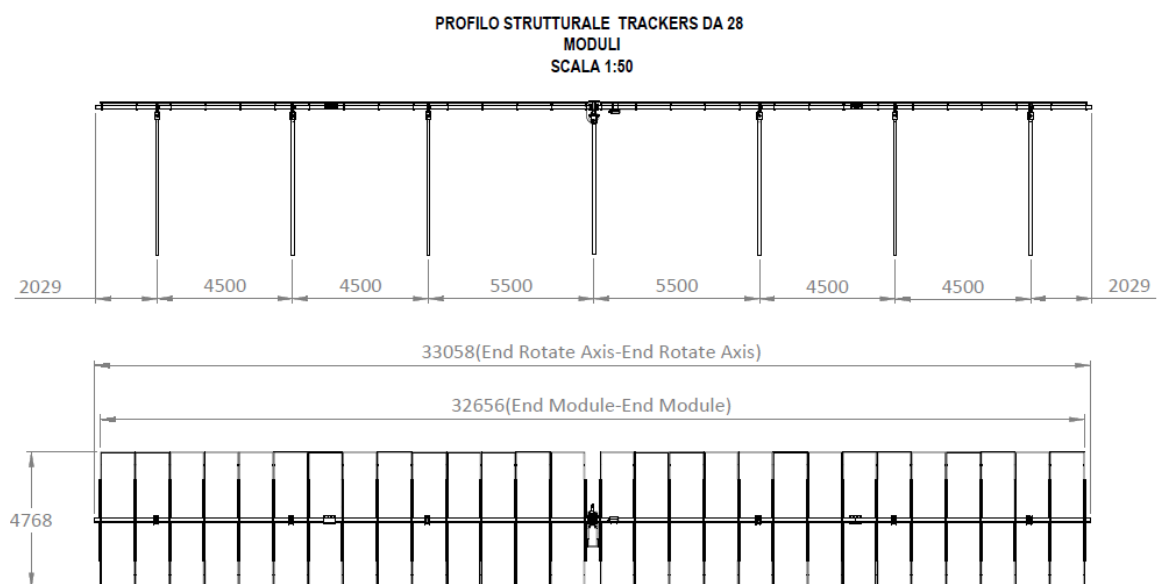 PROFILO STRUTTURALE TRACKERS DA 28
MODULI
SCALA 1:50
2029 4500 4500 5500 5500 4500 4500 2029
33058(End Rotate Axis-End Rotate Axis)
32656(End Module-End Module)
4768